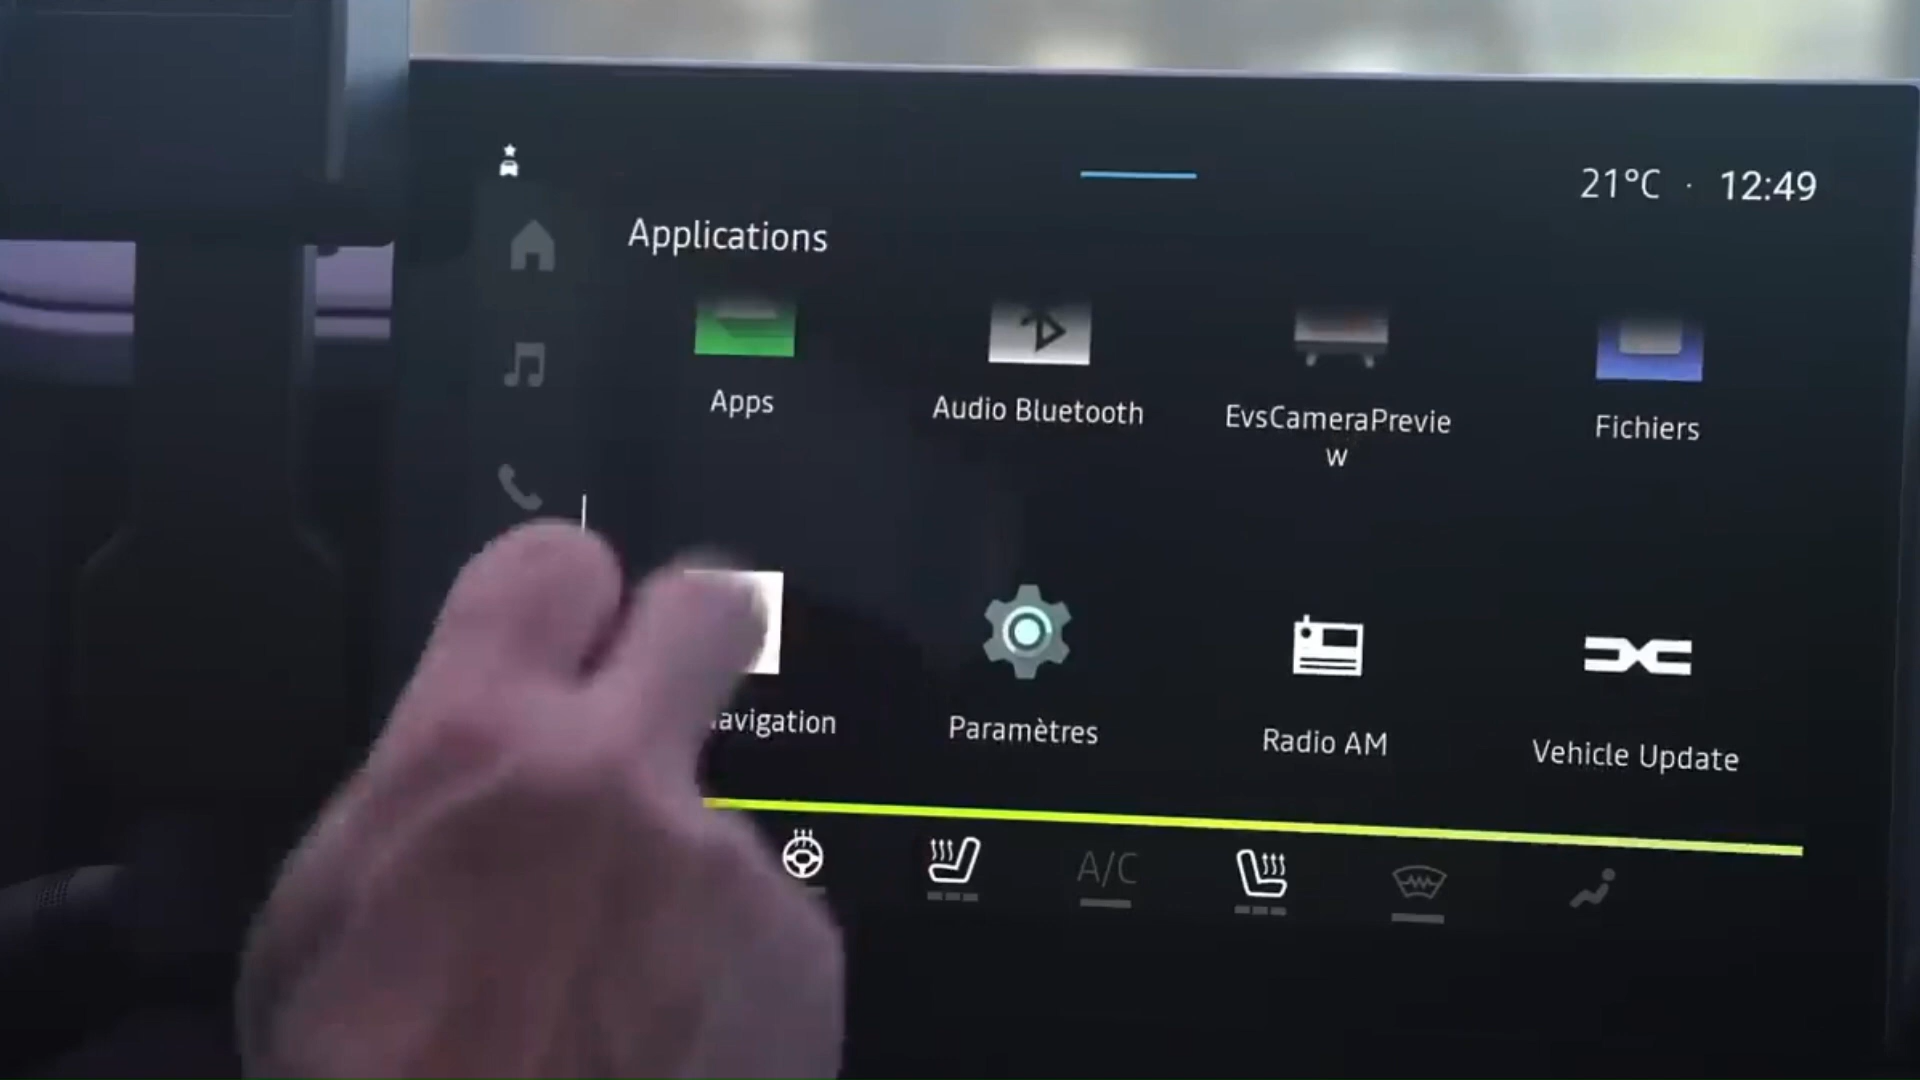 21°C · 12:49
Applications
Apps
Audio Bluetooth
EvsCameraPrevie
w
Fichiers
avigation
Paramètres
Radio AM
Vehicle Update
A/C